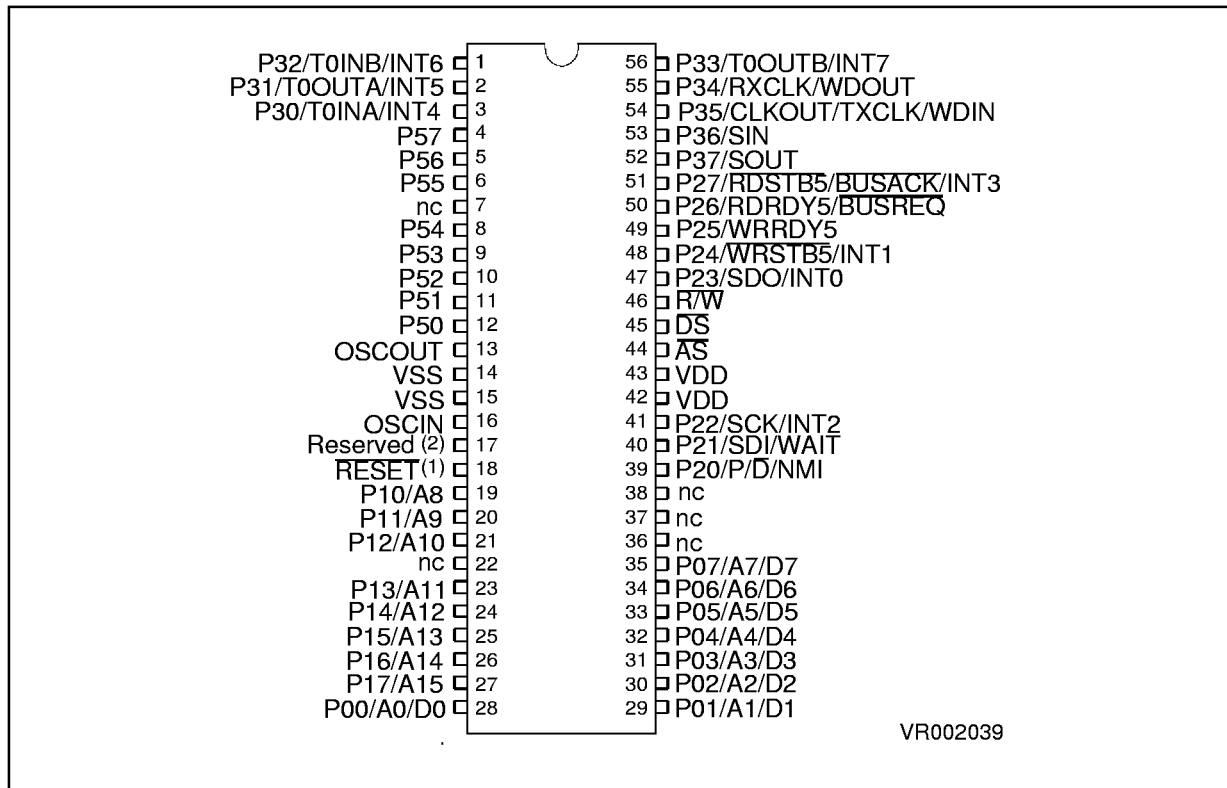 P32/T0INB/INT6 1
P31/T0OUTA/INT5 2
P30/T0INA/INT4 3
P57 4
P56 5
P55 6
nc 7
P54 8
P53 9
P52 10
P51 11
P50 12
OSCOUT 13
VSS 14
VSS 15
OSCIN 16
Reserved (2) 17
R̅E̅S̅E̅T̅ (1) 18
P10/A8 19
P11/A9 20
P12/A10 21
nc 22
P13/A11 23
P14/A12 24
P15/A13 25
P16/A14 26
P17/A15 27
P00/A0/D0 28
56 P33/T0OUTB/INT7
55 P34/RXCLK/WDOUT
54 P35/CLKOUT/TXCLK/WDIN
53 P36/SIN
52 P37/SOUT
51 P27/R̅D̅S̅T̅B̅5̅/B̅U̅S̅A̅C̅K̅/INT3
50 P26/RDRDY5/B̅U̅S̅R̅E̅Q̅
49 P25/WRRDY5
48 P24/W̅R̅S̅T̅B̅5̅/INT1
47 P23/SDO/INT0
46 R̅/̅W̅
45 D̅S̅
44 A̅S̅
43 VDD
42 VDD
41 P22/SCK/INT2
40 P21/SDI/WAIT
39 P20/P/D̅/NMI
38 nc
37 nc
36 nc
35 P07/A7/D7
34 P06/A6/D6
33 P05/A5/D5
32 P04/A4/D4
31 P03/A3/D3
30 P02/A2/D2
29 P01/A1/D1
VR002039